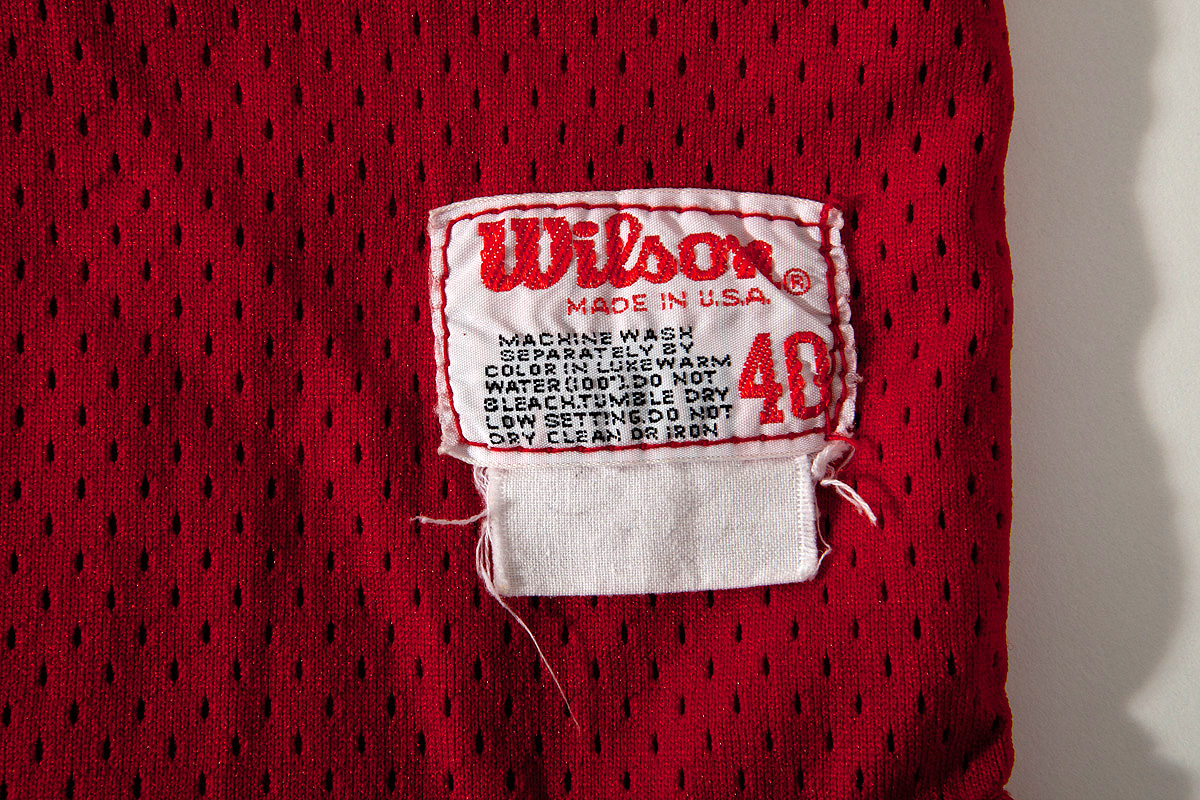 Wilson®
MADE IN U.S.A.
40
MACHINE WASH
SEPARATELY BY
COLOR IN LUKEWARM
WATER (100°). DO NOT
BLEACH. TUMBLE DRY
LOW SETTING. DO NOT
DRY CLEAN OR IRON